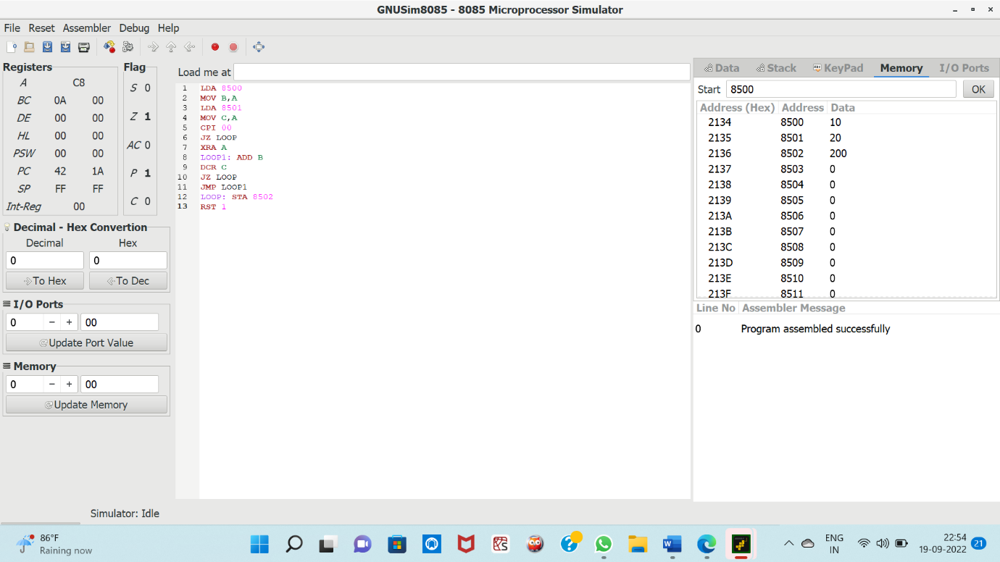 GNUSim8085 - 8085 Microprocessor Simulator
File Reset Assembler Debug Help
Registers
A C8
BC 0A 00
DE 00 00
HL 00 00
PSW 00 00
PC 42 1A
SP FF FF
Int-Reg 00
Flag
S 0
Z 1
AC 0
P 1
C 0
Decimal - Hex Convertion
Decimal Hex
0 0
To Hex To Dec
I/O Ports
0 - + 00
Update Port Value
Memory
0 - + 00
Update Memory
Load me at
1 LDA 8500
2 MOV B,A
3 LDA 8501
4 MOV C,A
5 CPI 00
6 JZ LOOP
7 XRA A
8 LOOP1: ADD B
9 DCR C
10 JZ LOOP
11 JMP LOOP1
12 LOOP: STA 8502
13 RST 1
Data Stack KeyPad Memory I/O Ports
Start 8500 OK
Address (Hex) Address Data
2134 8500 10
2135 8501 20
2136 8502 200
2137 8503 0
2138 8504 0
2139 8505 0
213A 8506 0
213B 8507 0
213C 8508 0
213D 8509 0
213E 8510 0
213F 8511 0
Line No Assembler Message
0 Program assembled successfully
Simulator: Idle
86°F
Raining now
ENG
IN
22:54
19-09-2022
21